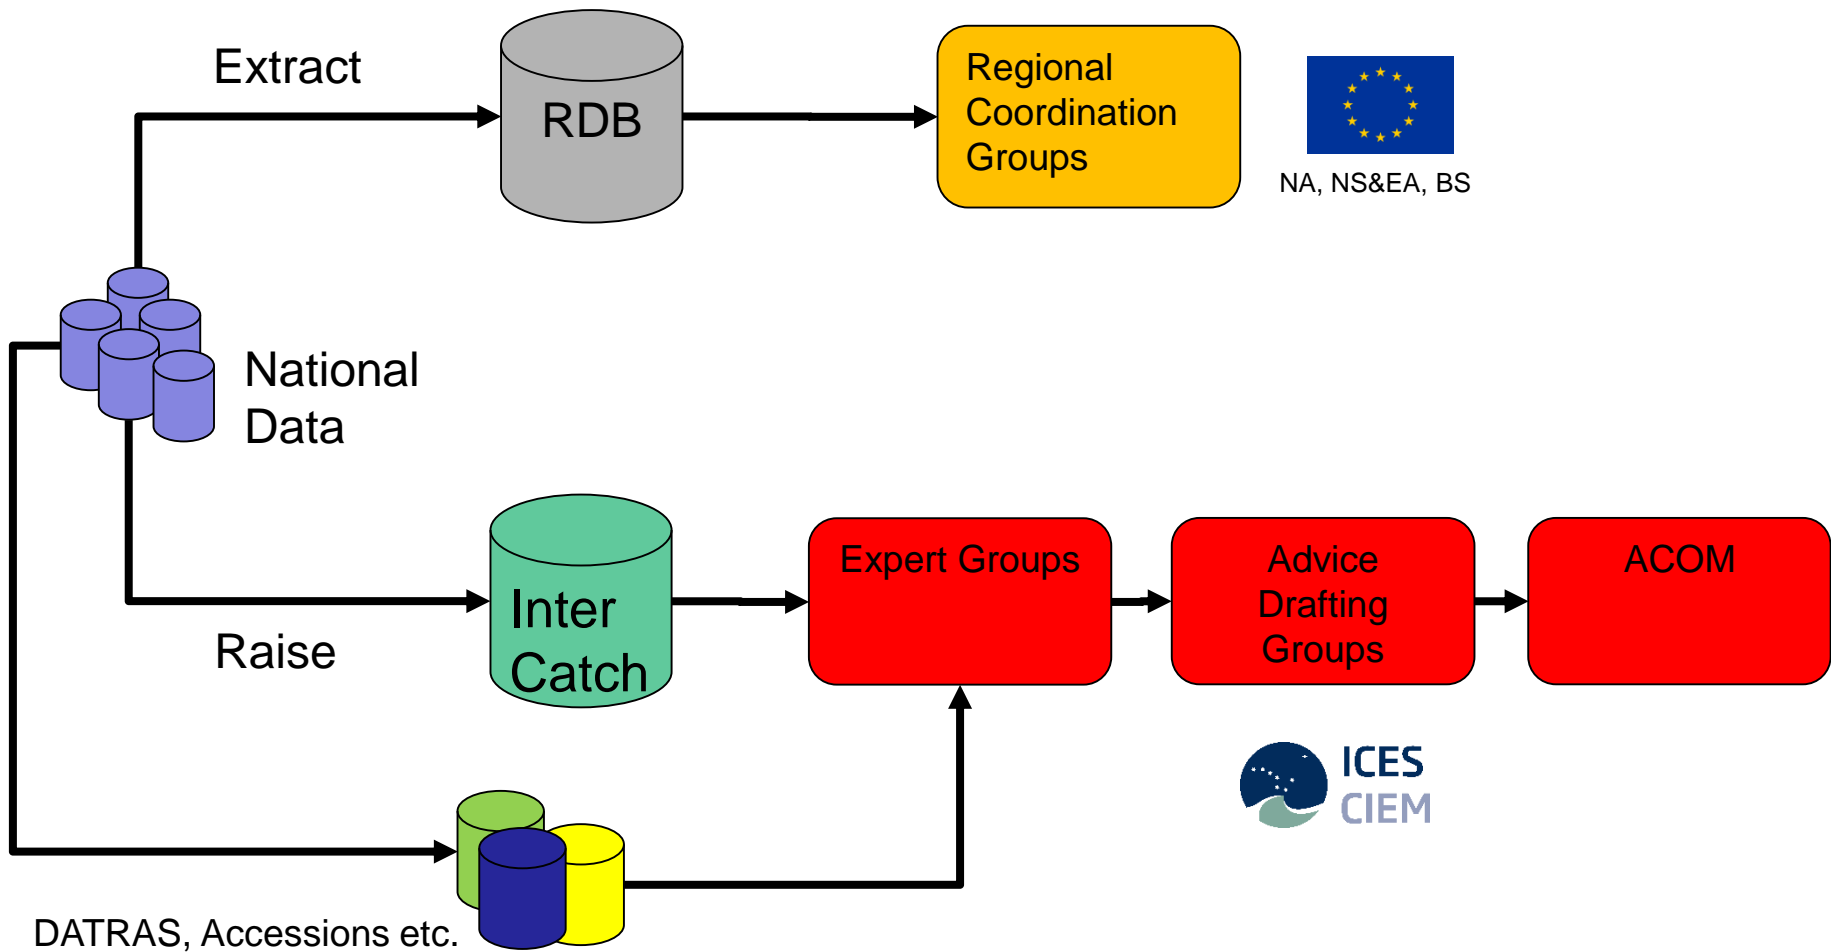 Extract
RDB
Regional
Coordination
Groups
NA, NS&EA, BS
National
Data
Raise
Inter
Catch
Expert Groups
Advice
Drafting
Groups
ACOM
ICES
CIEM
DATRAS, Accessions etc.